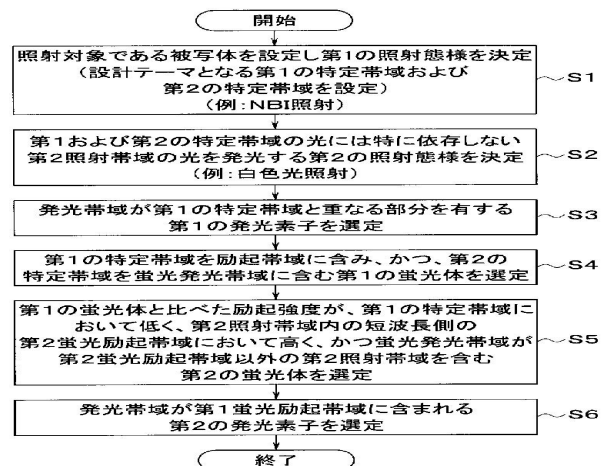 開始
照射対象である被写体を設定し第1の照射態様を決定
(設計テーマとなる第1の特定帯域および
第2の特定帯域を設定)
(例:NBI照射)
S1
第1および第2の特定帯域の光には特に依存しない
第2照射帯域の光を発光する第2の照射態様を決定
(例:白色光照射)
S2
発光帯域が第1の特定帯域と重なる部分を有する
第1の発光素子を選定
S3
第1の特定帯域を励起帯域に含み、かつ、第2の
特定帯域を蛍光発光帯域に含む第1の蛍光体を選定
S4
第1の蛍光体と比べた励起強度が、第1の特定帯域に
おいて低く、第2照射帯域内の短波長側の
第2蛍光励起帯域において高く、かつ蛍光発光帯域が
第2蛍光励起帯域以外の第2照射帯域を含む
第2の蛍光体を選定
S5
発光帯域が第1蛍光励起帯域に含まれる
第2の発光素子を選定
S6
終了